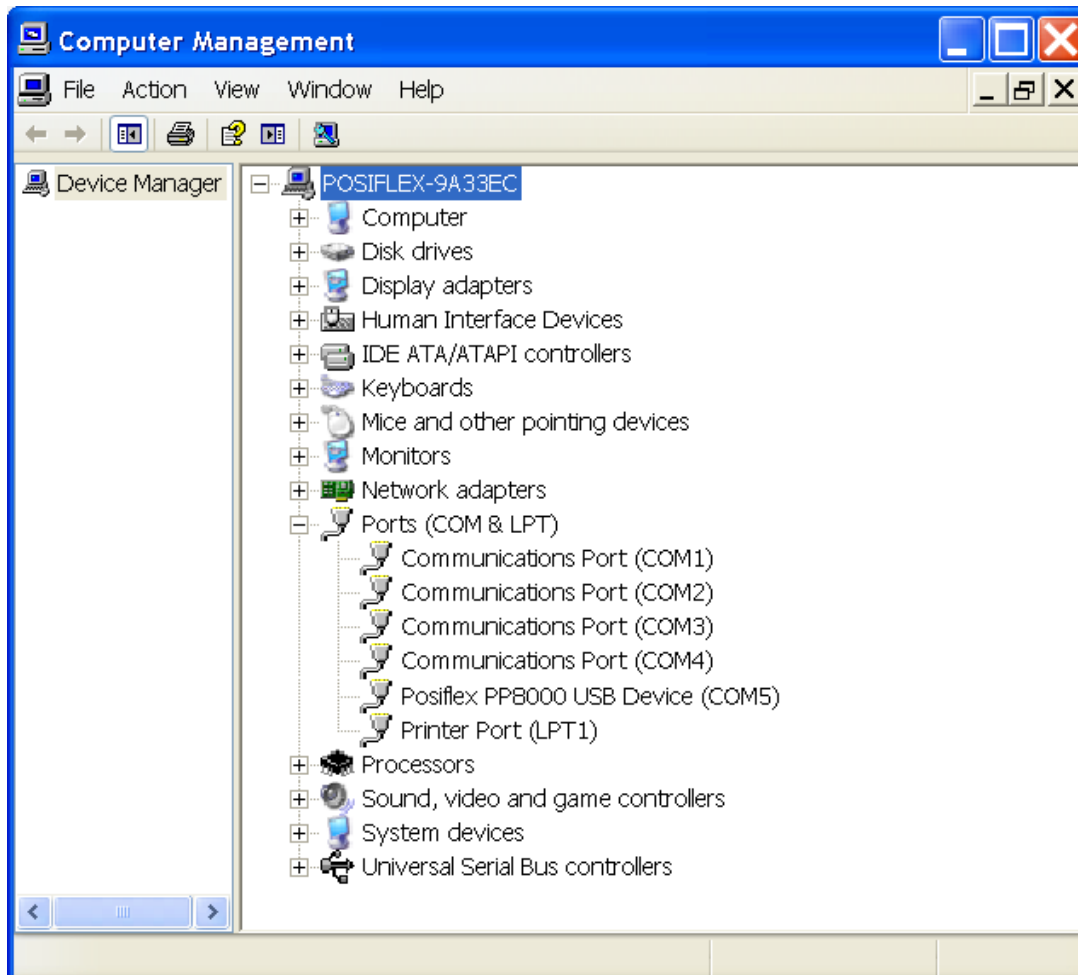 Computer Management
File Action View Window Help
Device Manager
POSIFLEX-9A33EC
Computer
Disk drives
Display adapters
Human Interface Devices
IDE ATA/ATAPI controllers
Keyboards
Mice and other pointing devices
Monitors
Network adapters
Ports (COM & LPT)
Communications Port (COM1)
Communications Port (COM2)
Communications Port (COM3)
Communications Port (COM4)
Posiflex PP8000 USB Device (COM5)
Printer Port (LPT1)
Processors
Sound, video and game controllers
System devices
Universal Serial Bus controllers